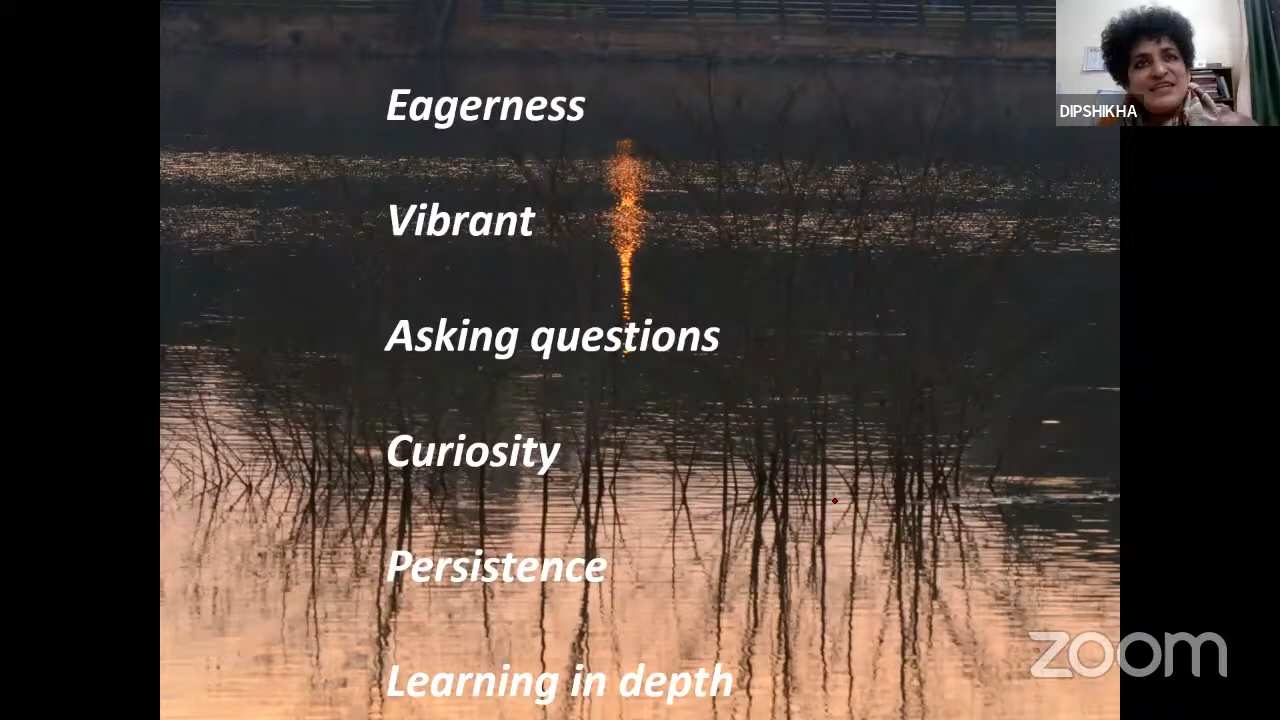 Eagerness
DIPSHIKHA
Vibrant
Asking questions
Curiosity
Persistence
zoom
Learning in depth